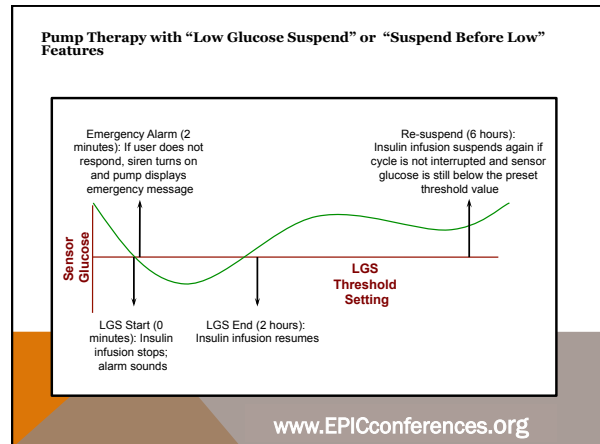 Pump Therapy with “Low Glucose Suspend” or “Suspend Before Low”
Features
Emergency Alarm (2
minutes): If user does not
respond, siren turns on
and pump displays
emergency message
Re-suspend (6 hours):
Insulin infusion suspends again if
cycle is not interrupted and sensor
glucose is still below the preset
threshold value
Sensor
Glucose
LGS
Threshold
Setting
LGS Start (0
minutes): Insulin
infusion stops;
alarm sounds
LGS End (2 hours):
Insulin infusion resumes
www.EPICconferences.org